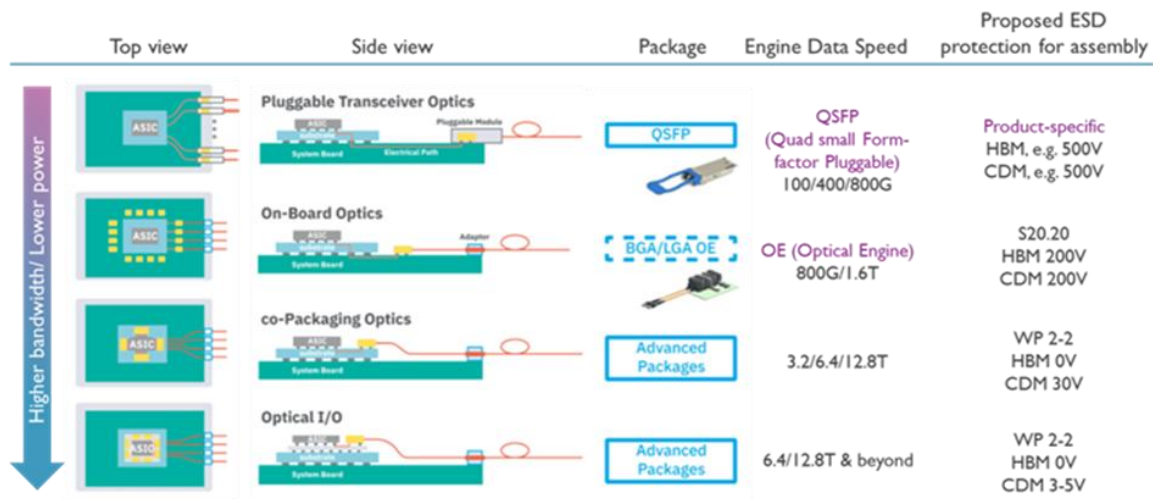 Top view
Side view
Package
Engine Data Speed
Proposed ESD
protection for assembly
Higher bandwidth/ Lower power
ASIC
Pluggable Transceiver Optics
ASIC
substrate
System Board
Electrical Path
Pluggable Module
QSFP
QSFP
(Quad small Form-
factor Pluggable)
100/400/800G
Product-specific
HBM, e.g. 500V
CDM, e.g. 500V
ASIC
On-Board Optics
ASIC
substrate
System Board
Adapter
BGA/LGA OE
OE (Optical Engine)
800G/1.6T
S20.20
HBM 200V
CDM 200V
ASIC
co-Packaging Optics
ASIC
substrate
System Board
Advanced
Packages
3.2/6.4/12.8T
WP 2-2
HBM 0V
CDM 30V
ASIC
Optical I/O
ASIC
substrate
System Board
Advanced
Packages
6.4/12.8T & beyond
WP 2-2
HBM 0V
CDM 3-5V